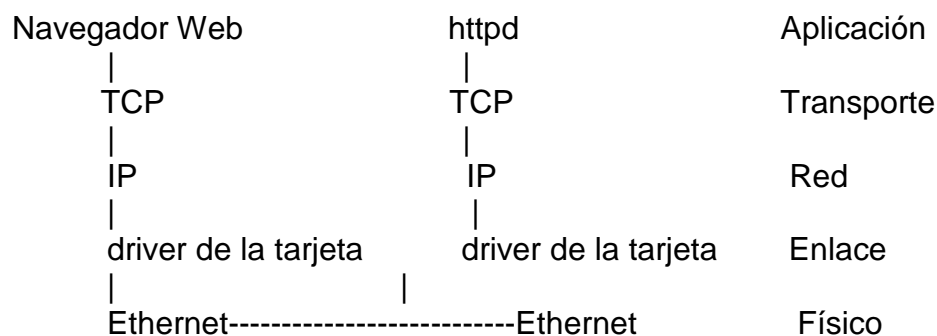 Navegador Web httpd Aplicación
| |
TCP TCP Transporte
| |
IP IP Red
| |
driver de la tarjeta driver de la tarjeta Enlace
| |
Ethernet---------------------------Ethernet Físico